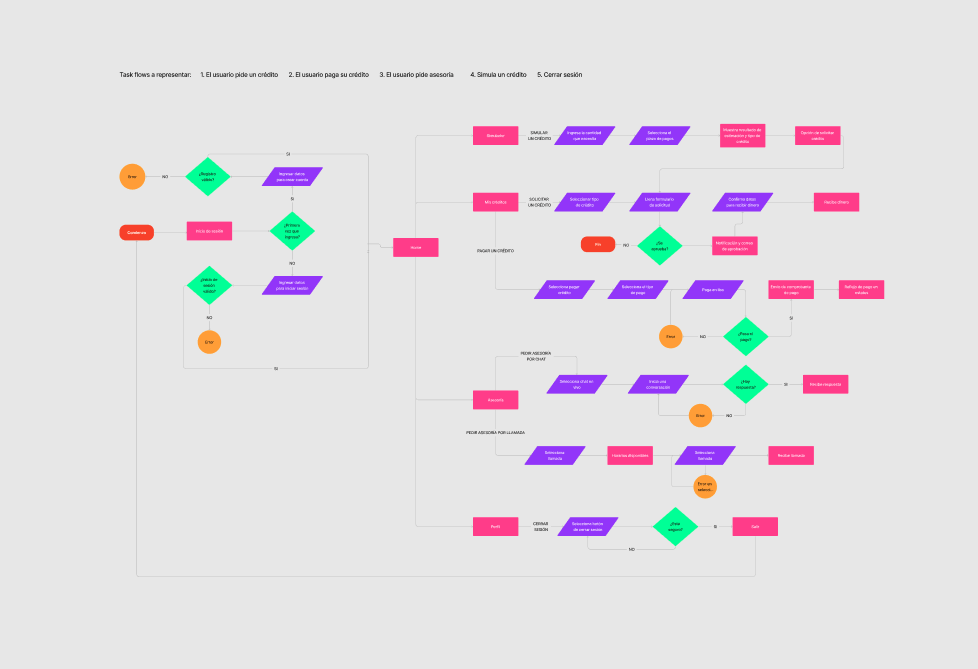 Task flows a representar: 1. El usuario pide un crédito 2. El usuario paga su crédito 3. El usuario pide asesoría 4. Simula un crédito 5. Cerrar sesión
SI
Error
NO
¿Registro
válido?
Ingresar datos
para crear cuenta
SI
Comienza
Inicio de sesión
¿Primera
vez que
ingresa?
NO
¿Inicio de
sesión
válido?
Ingresar datos
para iniciar sesión
NO
Error
SI
Home
Simulador
SIMULAR
UN CRÉDITO
Ingresa la cantidad
que necesita
Selecciona el
plazo de pagos
Muestra resultado de
estimación y tipo de
crédito
Opción de solicitar
crédito
Mis créditos
SOLICITAR
UN CRÉDITO
Seleccionar tipo
de crédito
Llena formulario
de solicitud
Confirma datos
para recibir dinero
Recibe dinero
Fin
NO
¿Se
aprueba?
Notificación y correo
de aprobación
PAGAR UN CRÉDITO
Selecciona pagar
crédito
Selecciona el tipo
de pago
Paga en
Emite su comprobante
de pago
Reflejo de pago en
estados
SI
Error
NO
¿Pasa el
pago?
PEDIR ASESORÍA
POR CHAT
Selecciona chat en
vivo
Inicia una
conversación
¿Hay
respuesta?
SI
Recibe respuesta
Error
NO
Asesoría
PEDIR ASESORÍA POR LLAMADA
Selecciona
llamada
Horarios disponibles
Selecciona
llamada
Recibe llamada
Error en
selecci...
Perfil
CERRAR
SESIÓN
Selecciona botón
de cerrar sesión
¿Está
seguro?
SI
Sale
NO